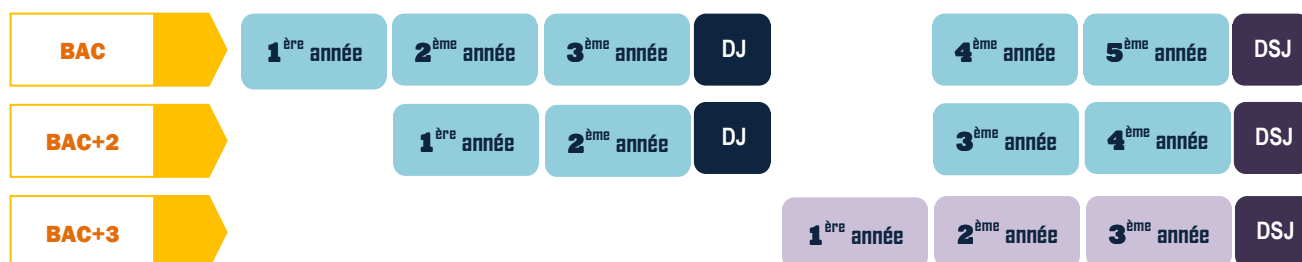 BAC 1ère année 2ème année 3ème année DJ 4ème année 5ème année DSJ
BAC+2 1ère année 2ème année DJ 3ème année 4ème année DSJ
BAC+3 1ère année 2ème année 3ème année DSJ